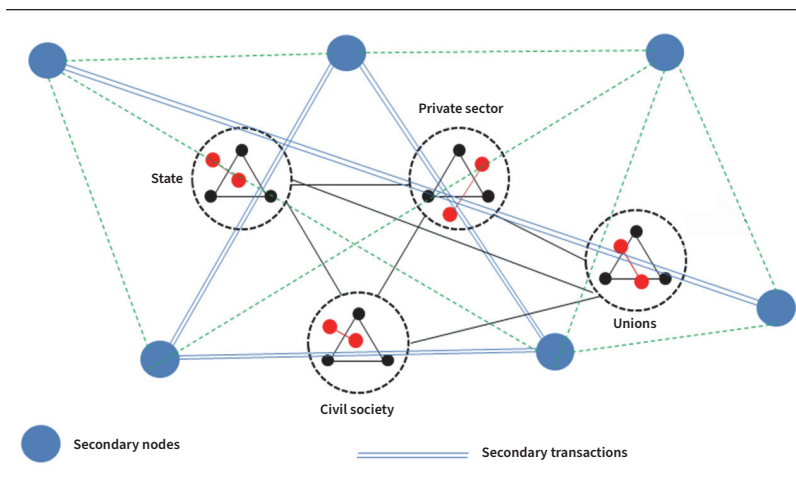 Private sector
State
Unions
Civil society
Secondary nodes
Secondary transactions